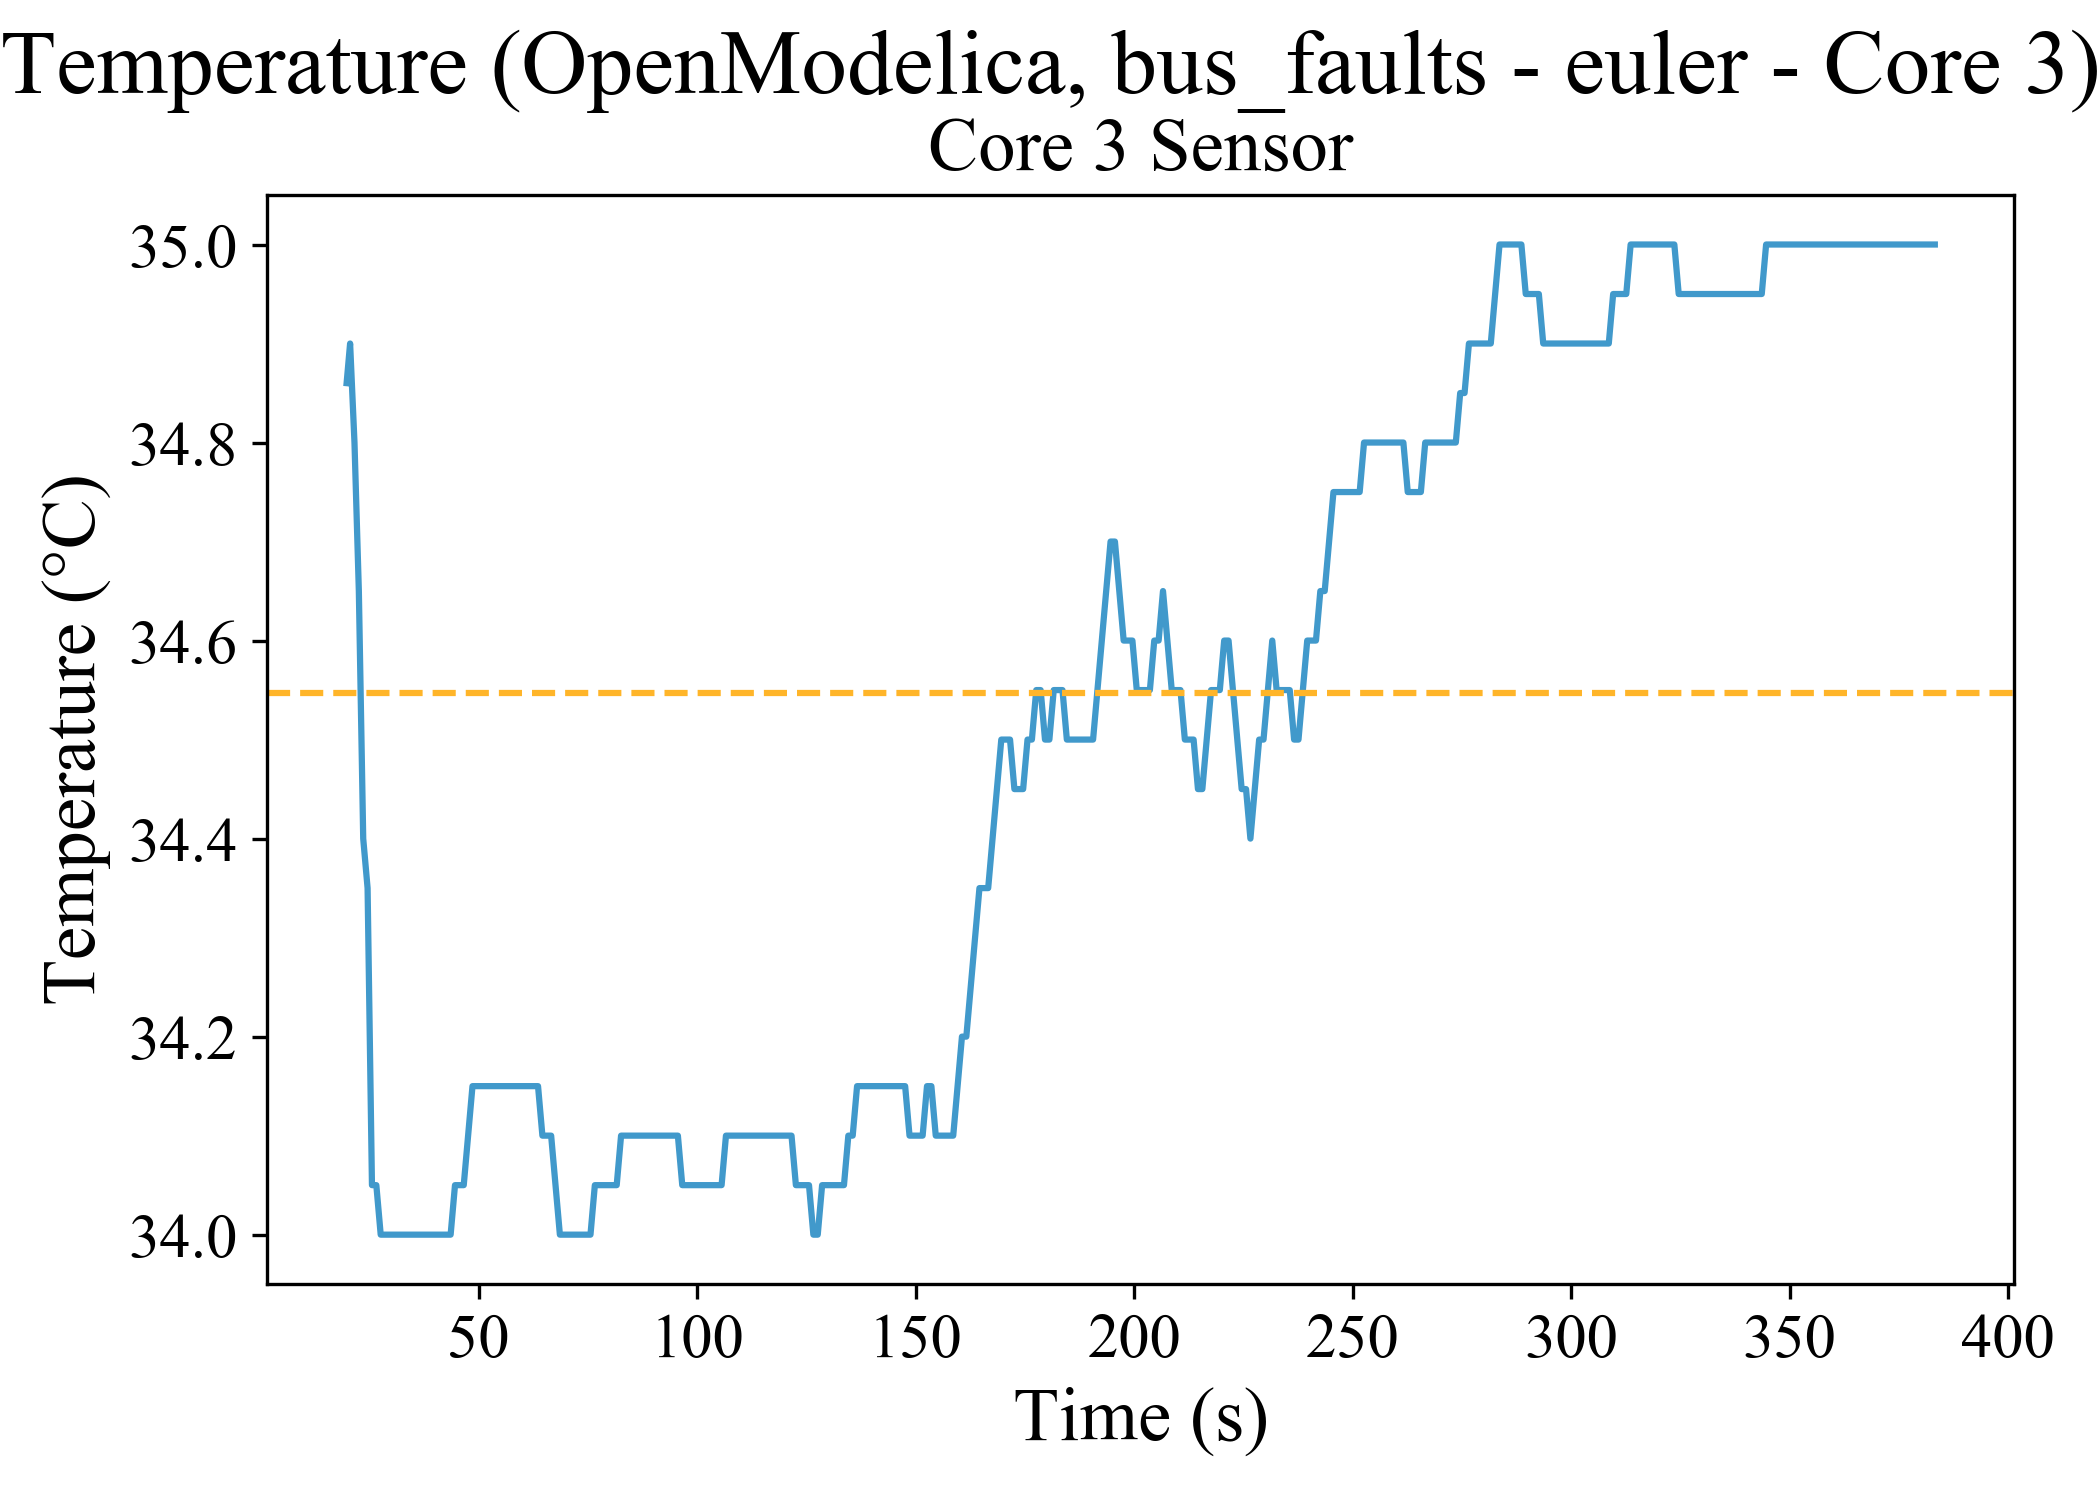 Temperature (OpenModelica, bus_faults - euler - Core 3)
Core 3 Sensor
Temperature (°C)
35.0
34.8
34.6
34.4
34.2
34.0
50 100 150 200 250 300 350 400
Time (s)